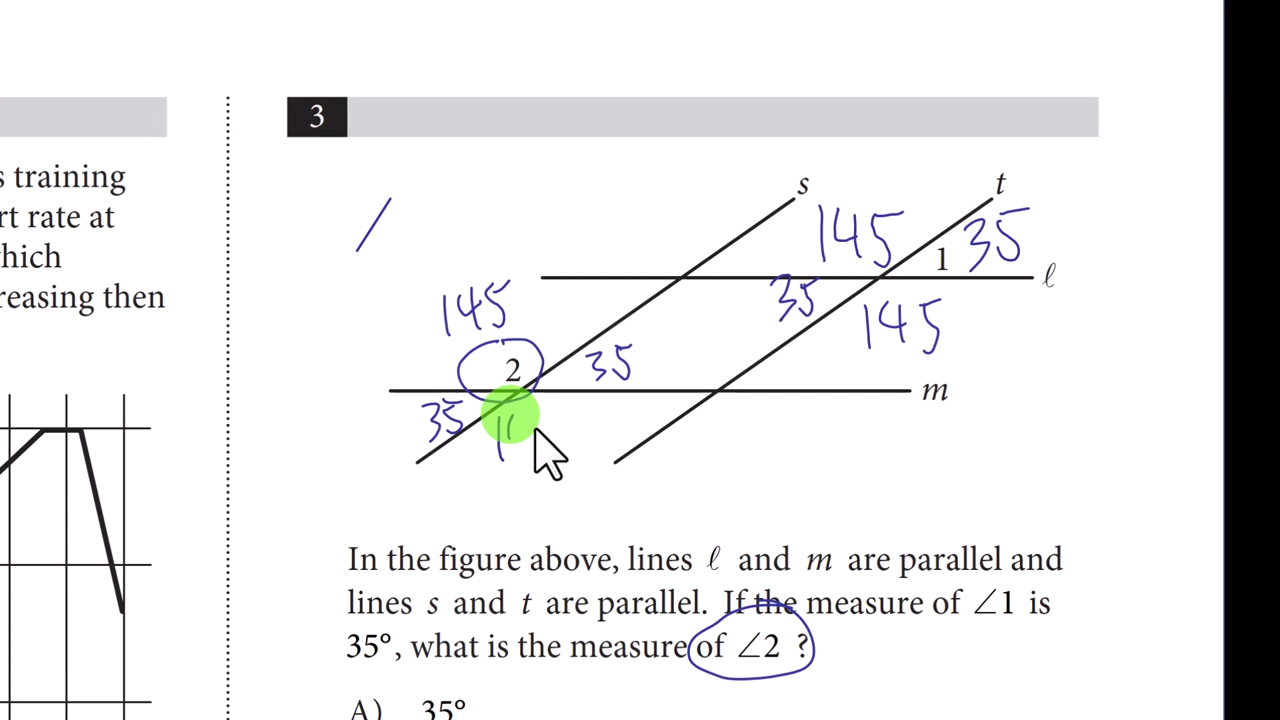 3
s training
rt rate at
which
reasing then
s
t
145
35
1
ℓ
145
35
145
2
35
m
35
In the figure above, lines ℓ and m are parallel and
lines s and t are parallel. If the measure of ∠1 is
35°, what is the measure of ∠2 ?
A) 35°